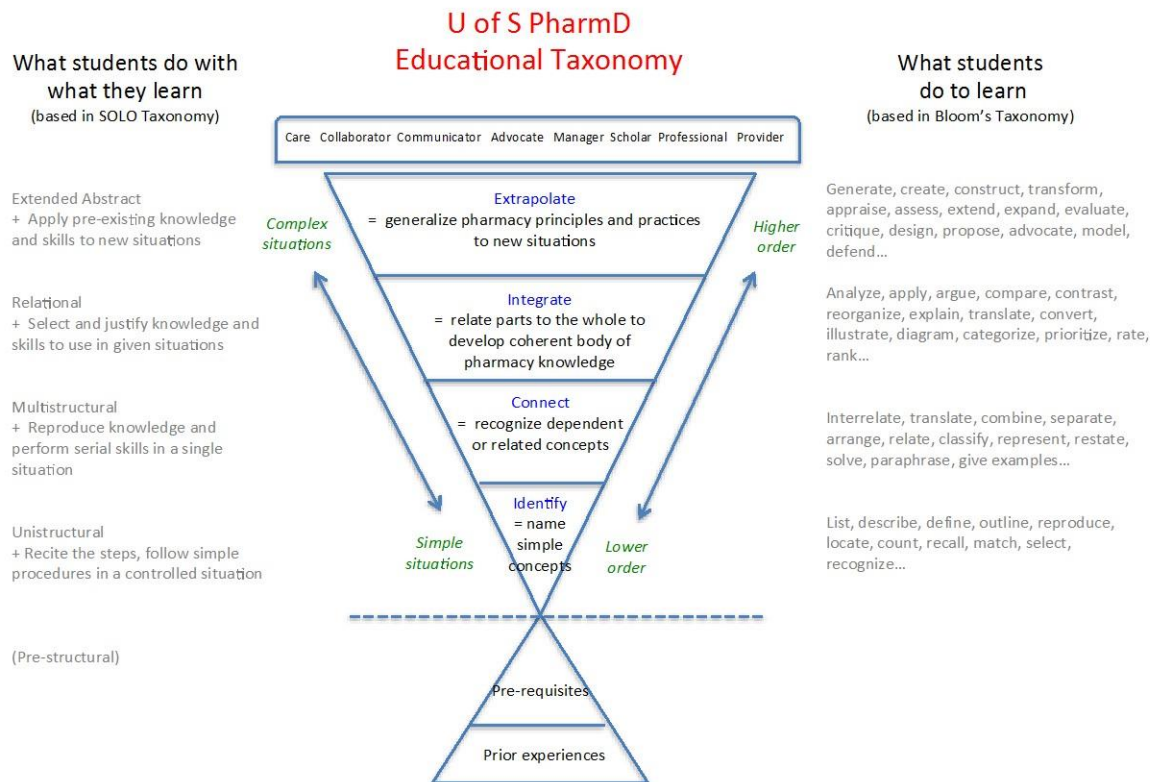 U of S PharmD
Educational Taxonomy
What students do with
what they learn
(based in SOLO Taxonomy)
What students
do to learn
(based in Bloom's Taxonomy)
Care Collaborator Communicator Advocate Manager Scholar Professional Provider
Extended Abstract
+ Apply pre-existing knowledge
and skills to new situations
Complex
situations
Extrapolate
= generalize pharmacy principles and practices
to new situations
Higher
order
Generate, create, construct, transform,
appraise, assess, extend, expand, evaluate,
critique, design, propose, advocate, model,
defend...
Relational
+ Select and justify knowledge and
skills to use in given situations
Integrate
= relate parts to the whole to
develop coherent body of
pharmacy knowledge
Analyze, apply, argue, compare, contrast,
reorganize, explain, translate, convert,
illustrate, diagram, categorize, prioritize, rate,
rank...
Multistructural
+ Reproduce knowledge and
perform serial skills in a single
situation
Connect
= recognize dependent
or related concepts
Interrelate, translate, combine, separate,
arrange, relate, classify, represent, restate,
solve, paraphrase, give examples...
Unistructural
+ Recite the steps, follow simple
procedures in a controlled situation
Simple
situations
Identify
= name
simple
concepts
Lower
order
List, describe, define, outline, reproduce,
locate, count, recall, match, select,
recognize...
(Pre-structural)
Pre-requisites
Prior experiences